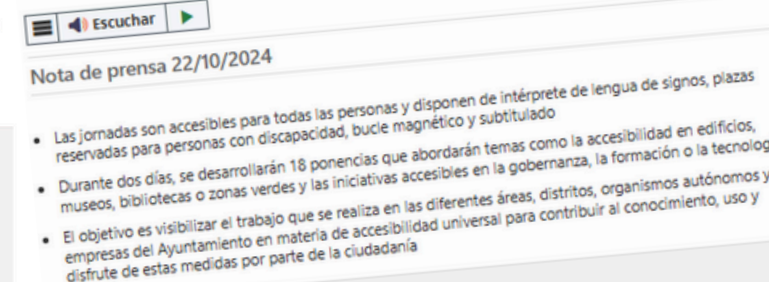 Escuchar
Nota de prensa 22/10/2024
• Las jornadas son accesibles para todas las personas y disponen de intérprete de lengua de signos, plazas
reservadas para personas con discapacidad, bucle magnético y subtitulado
• Durante dos días, se desarrollarán 18 ponencias que abordarán temas como la accesibilidad en edificios,
museos, bibliotecas o zonas verdes y las iniciativas accesibles en la gobernanza, la formación o la tecnolog
• El objetivo es visibilizar el trabajo que se realiza en las diferentes áreas, distritos, organismos autónomos y
empresas del Ayuntamiento en materia de accesibilidad universal para contribuir al conocimiento, uso y
disfrute de estas medidas por parte de la ciudadanía